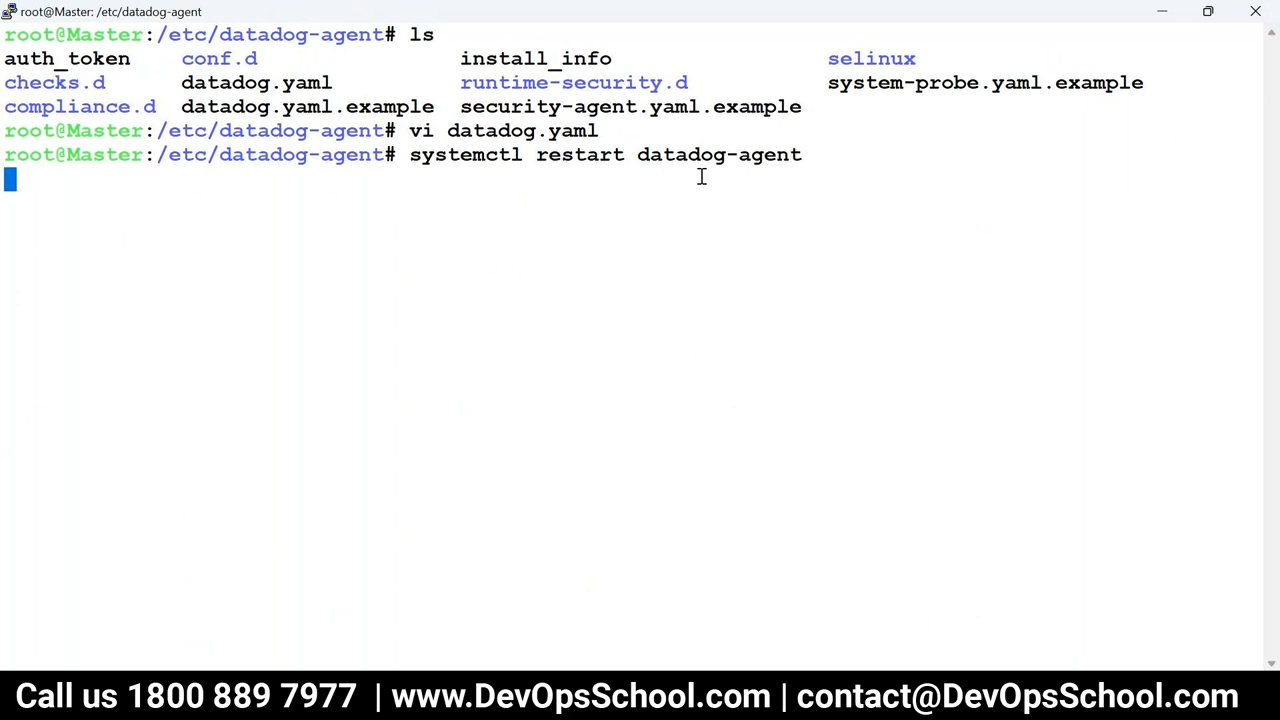 root@Master: /etc/datadog-agent
root@Master:/etc/datadog-agent# ls
auth_token conf.d install_info selinux
checks.d datadog.yaml runtime-security.d system-probe.yaml.example
compliance.d datadog.yaml.example security-agent.yaml.example
root@Master:/etc/datadog-agent# vi datadog.yaml
root@Master:/etc/datadog-agent# systemctl restart datadog-agent
Call us 1800 889 7977 | www.DevOpsSchool.com | contact@DevOpsSchool.com